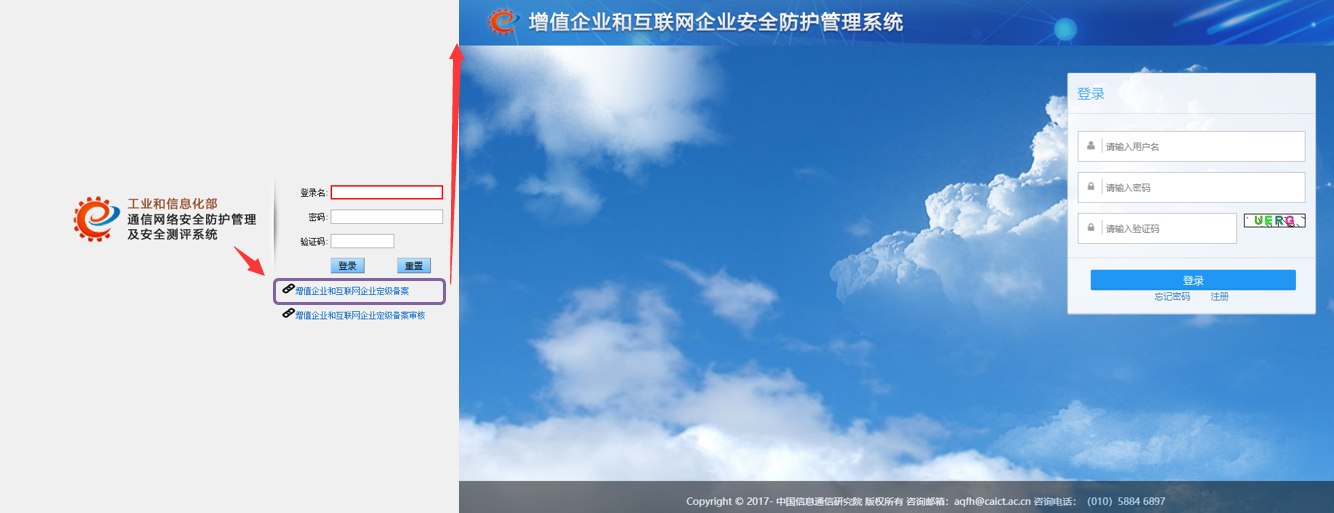 工业和信息化部
通信网络安全防护管理
及安全测评系统
登录名:
密码:
验证码:
登录 重置
增值企业和互联网企业定级备案
增值企业和互联网企业定级备案审核
增值企业和互联网企业安全防护管理系统
登录
请输入用户名
请输入密码
请输入验证码
UERG
登录
忘记密码 注册
Copyright © 2017- 中国信息通信研究院 版权所有 咨询邮箱：aqfh@caict.ac.cn 咨询电话：（010）5884 6897